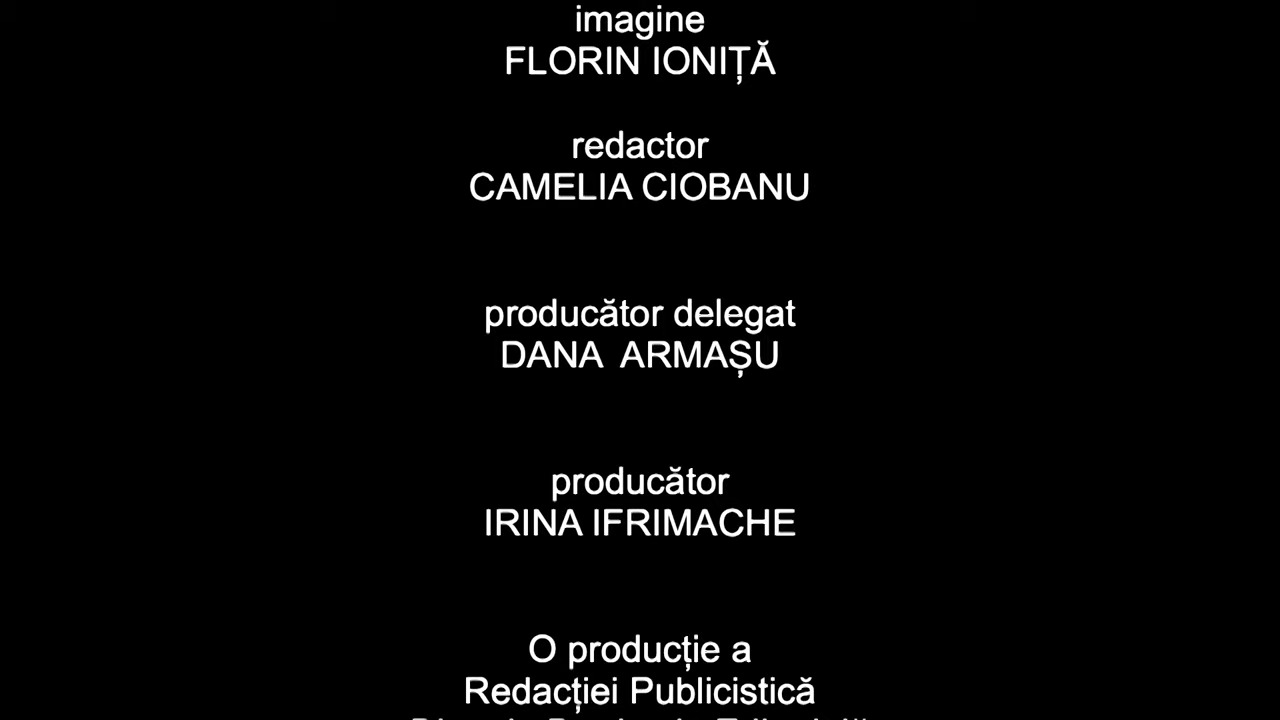 imagine
FLORIN IONIȚĂ
redactor
CAMELIA CIOBANU
producător delegat
DANA ARMAȘU
producător
IRINA IFRIMACHE
O producție a
Redacției Publicistică